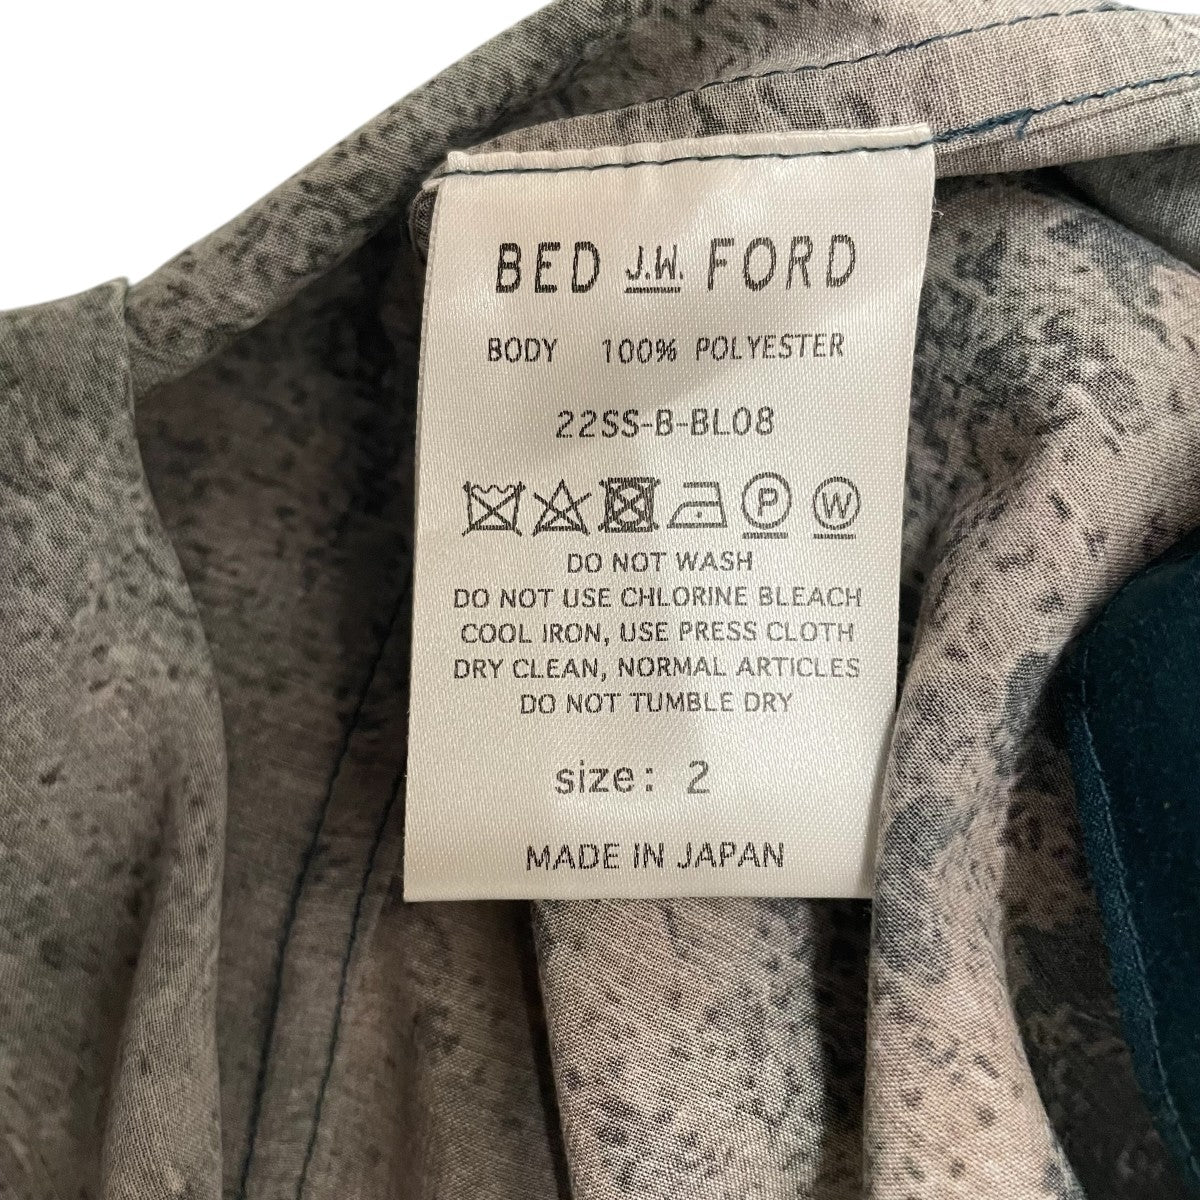 BED J.W. FORD
BODY 100% POLYESTER
22SS-B-BL08
P W
DO NOT WASH
DO NOT USE CHLORINE BLEACH
COOL IRON, USE PRESS CLOTH
DRY CLEAN, NORMAL ARTICLES
DO NOT TUMBLE DRY
size: 2
MADE IN JAPAN